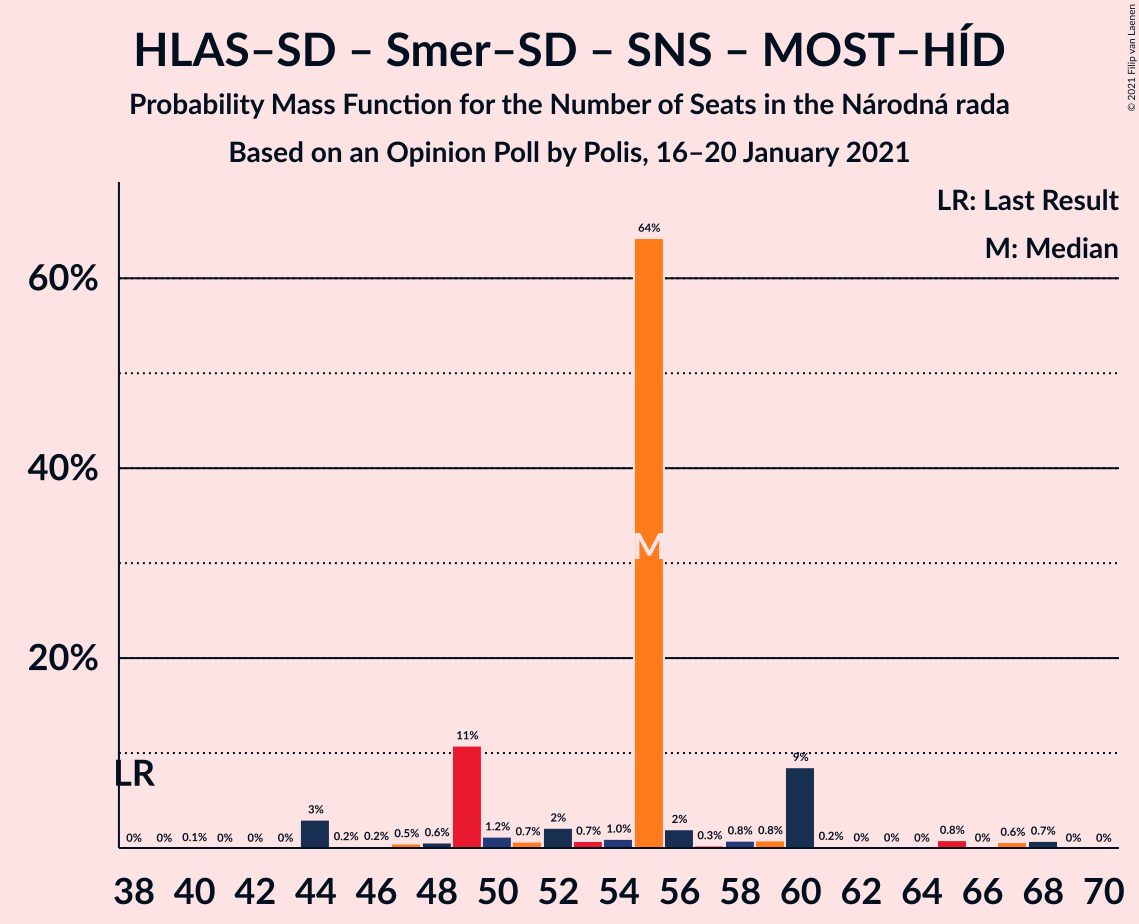 HLAS–SD – Smer–SD – SNS – MOST–HÍD
Probability Mass Function for the Number of Seats in the Národná rada
Based on an Opinion Poll by Polis, 16–20 January 2021
© 2021 Filip van Laenen
LR: Last Result
M: Median
60%
40%
20%
64%
M
LR
0% 0% 0.1% 0% 0% 0% 3% 0.2% 0.2% 0.5% 0.6% 11% 1.2% 0.7% 2% 0.7% 1.0% 2% 0.3% 0.8% 0.8% 9% 0.2% 0% 0% 0% 0.8% 0% 0.6% 0.7% 0% 0%
38 40 42 44 46 48 50 52 54 56 58 60 62 64 66 68 70